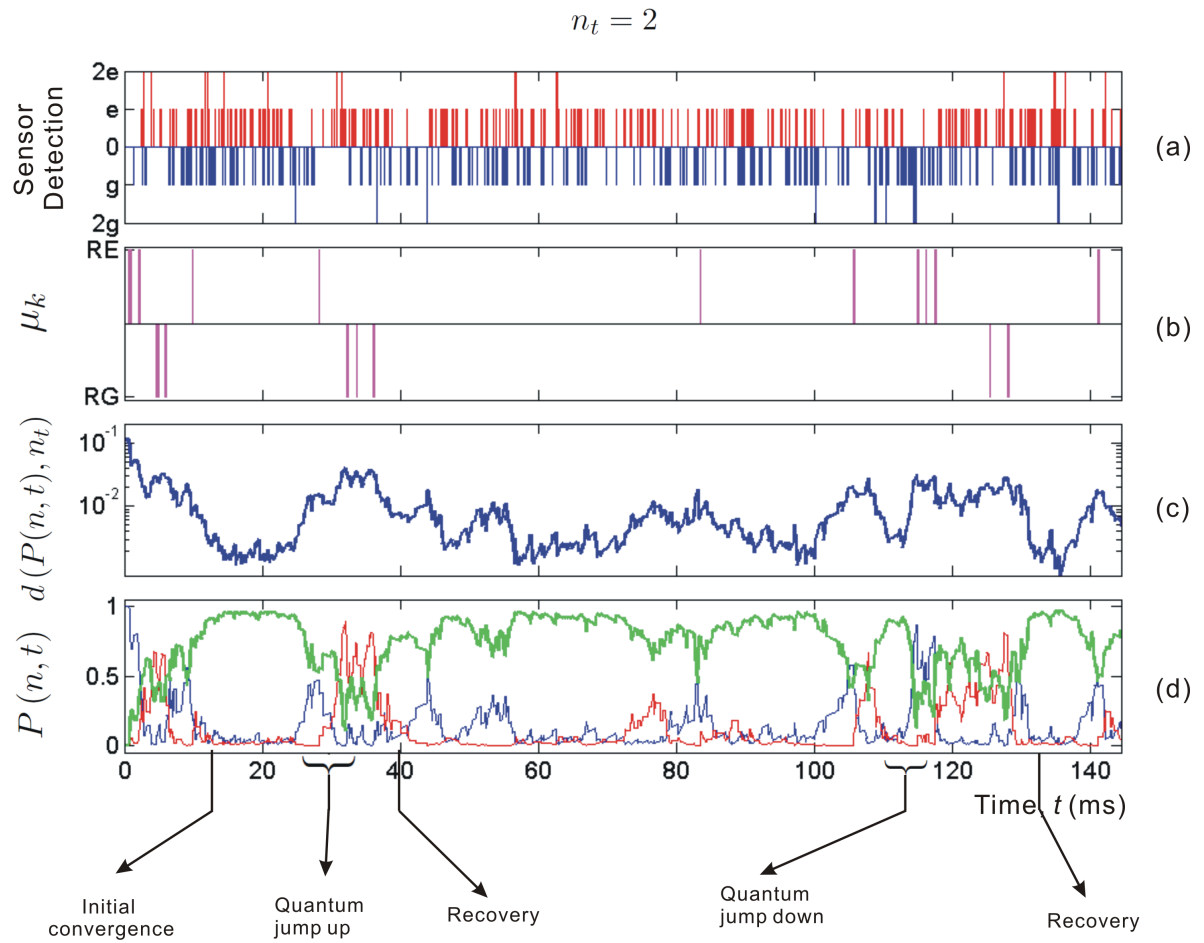 n_t = 2
Sensor
Detection
2e
e
0
g
2g
(a)
μ_k
RE
RG
(b)
d (P(n, t), n_t)
10^-1
10^-2
(c)
P (n, t)
1
0.5
0
(d)
0 20 40 60 80 100 120 140
Time, t (ms)
Initial
convergence
Quantum
jump up
Recovery
Quantum
jump down
Recovery